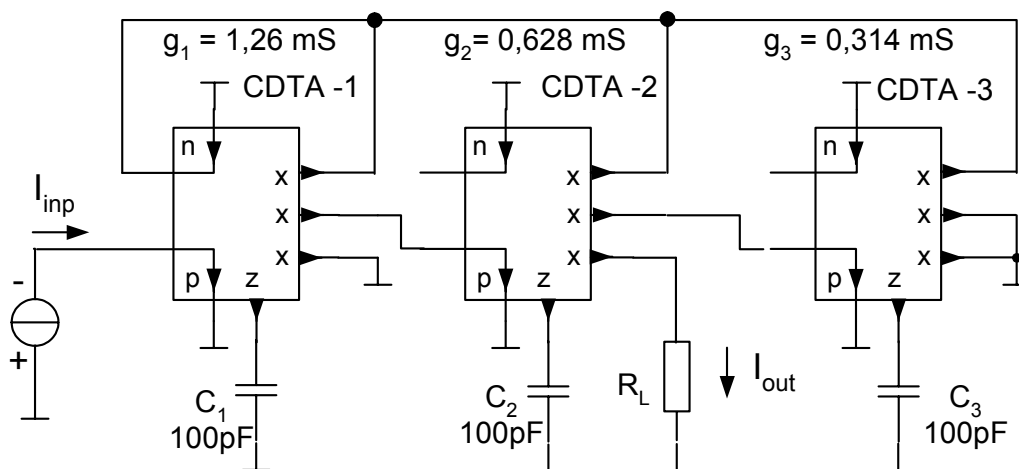 g1 = 1,26 mS
g2= 0,628 mS
g3 = 0,314 mS
CDTA -1
CDTA -2
CDTA -3
n
n
n
x
x
x
Iinp
x
x
x
x
x
x
p
z
p
z
p
z
-
+
C1
100pF
C2
100pF
RL
Iout
C3
100pF